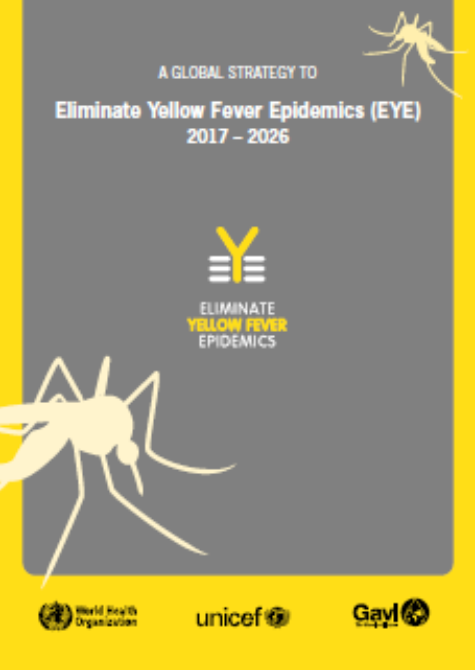 A GLOBAL STRATEGY TO
Eliminate Yellow Fever Epidemics (EYE)
2017 – 2026
EYE
ELIMINATE
YELLOW FEVER
EPIDEMICS
World Health
Organization
unicef
Gavi